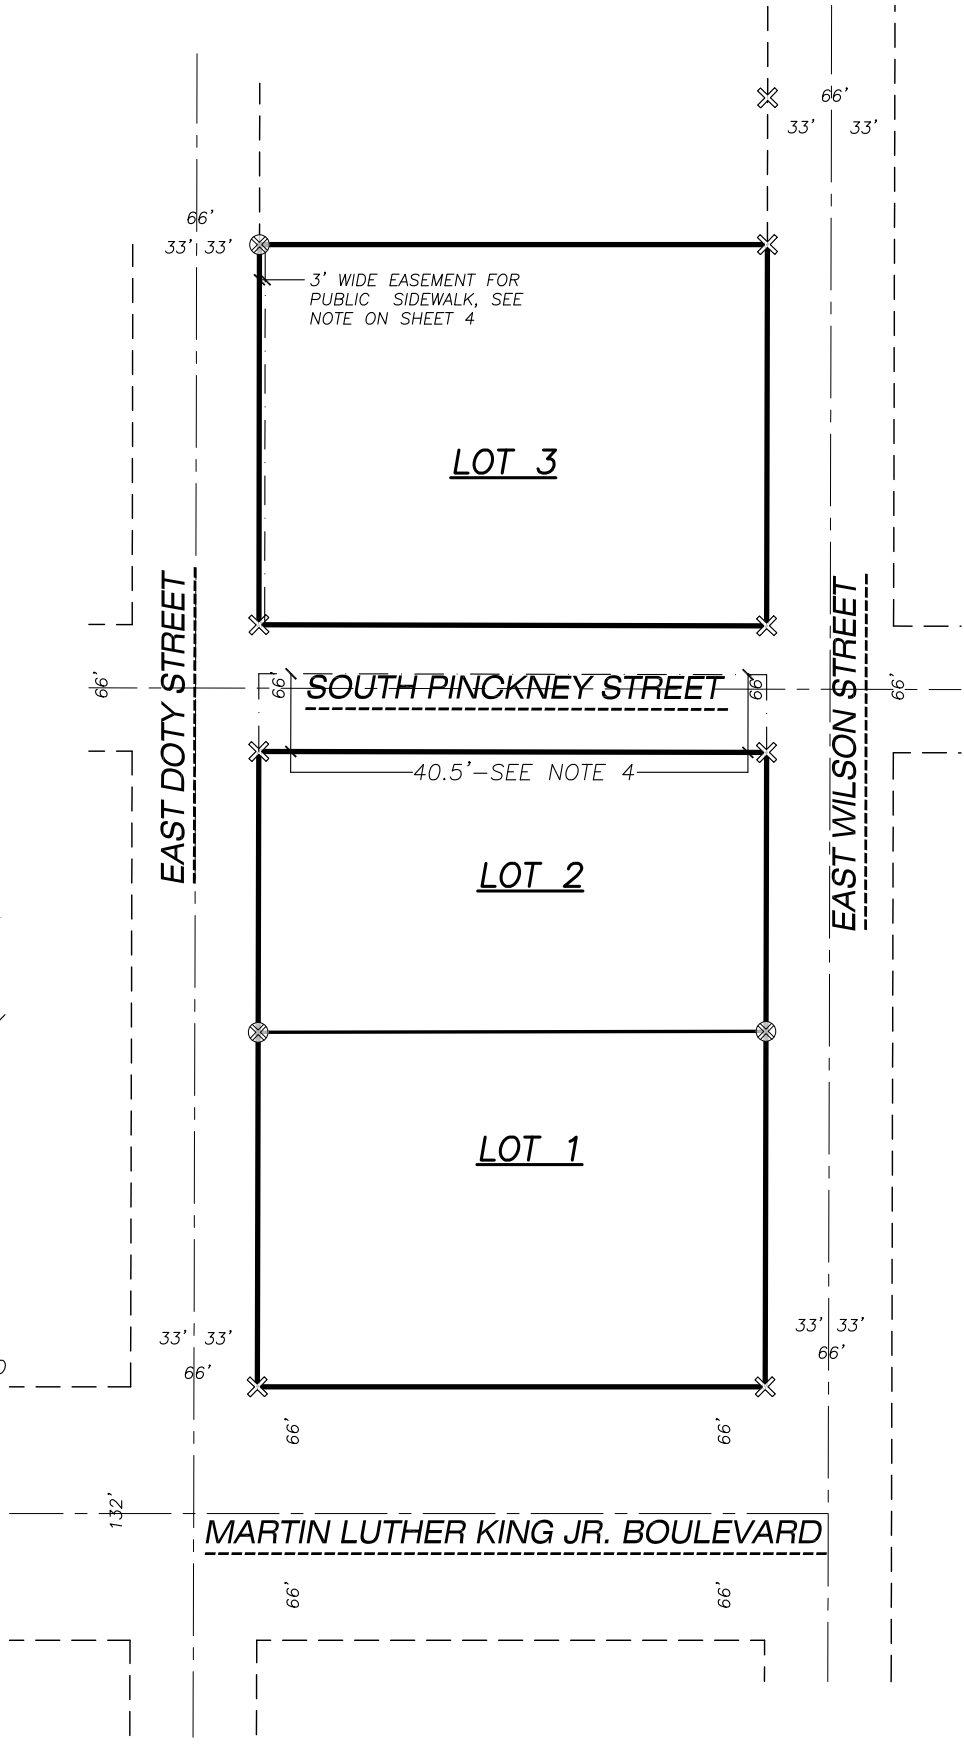 66'
33' 33'
66'
33' 33'
3' WIDE EASEMENT FOR
PUBLIC SIDEWALK, SEE
NOTE ON SHEET 4
LOT 3
EAST DOTY STREET
EAST WILSON STREET
66'
66'
SOUTH PINCKNEY STREET
66'
66'
40.5'-SEE NOTE 4
LOT 2
LOT 1
33' 33'
66'
33' 33'
66'
66'
66'
132'
MARTIN LUTHER KING JR. BOULEVARD
66'
66'